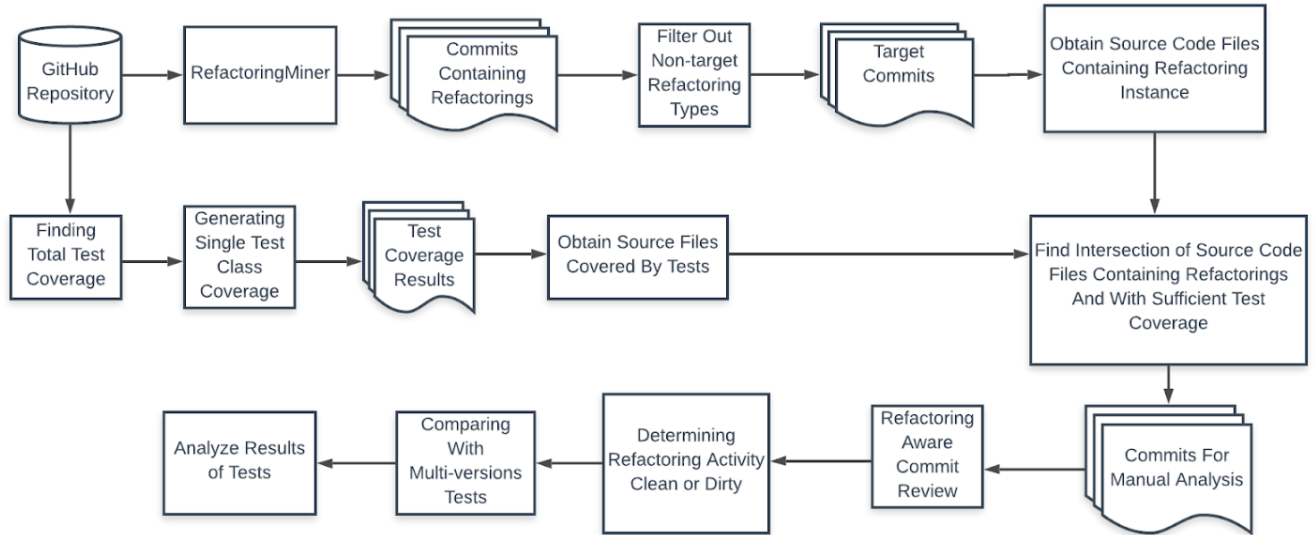 GitHub
Repository
RefactoringMiner
Commits
Containing
Refactorings
Filter Out
Non-target
Refactoring
Types
Target
Commits
Obtain Source Code Files
Containing Refactoring
Instance
Finding
Total Test
Coverage
Generating
Single Test
Class
Coverage
Test
Coverage
Results
Obtain Source Files
Covered By Tests
Find Intersection of Source Code
Files Containing Refactorings
And With Sufficient Test
Coverage
Analyze Results
of Tests
Comparing
With
Multi-versions
Tests
Determining
Refactoring Activity
Clean or Dirty
Refactoring
Aware
Commit
Review
Commits For
Manual Analysis